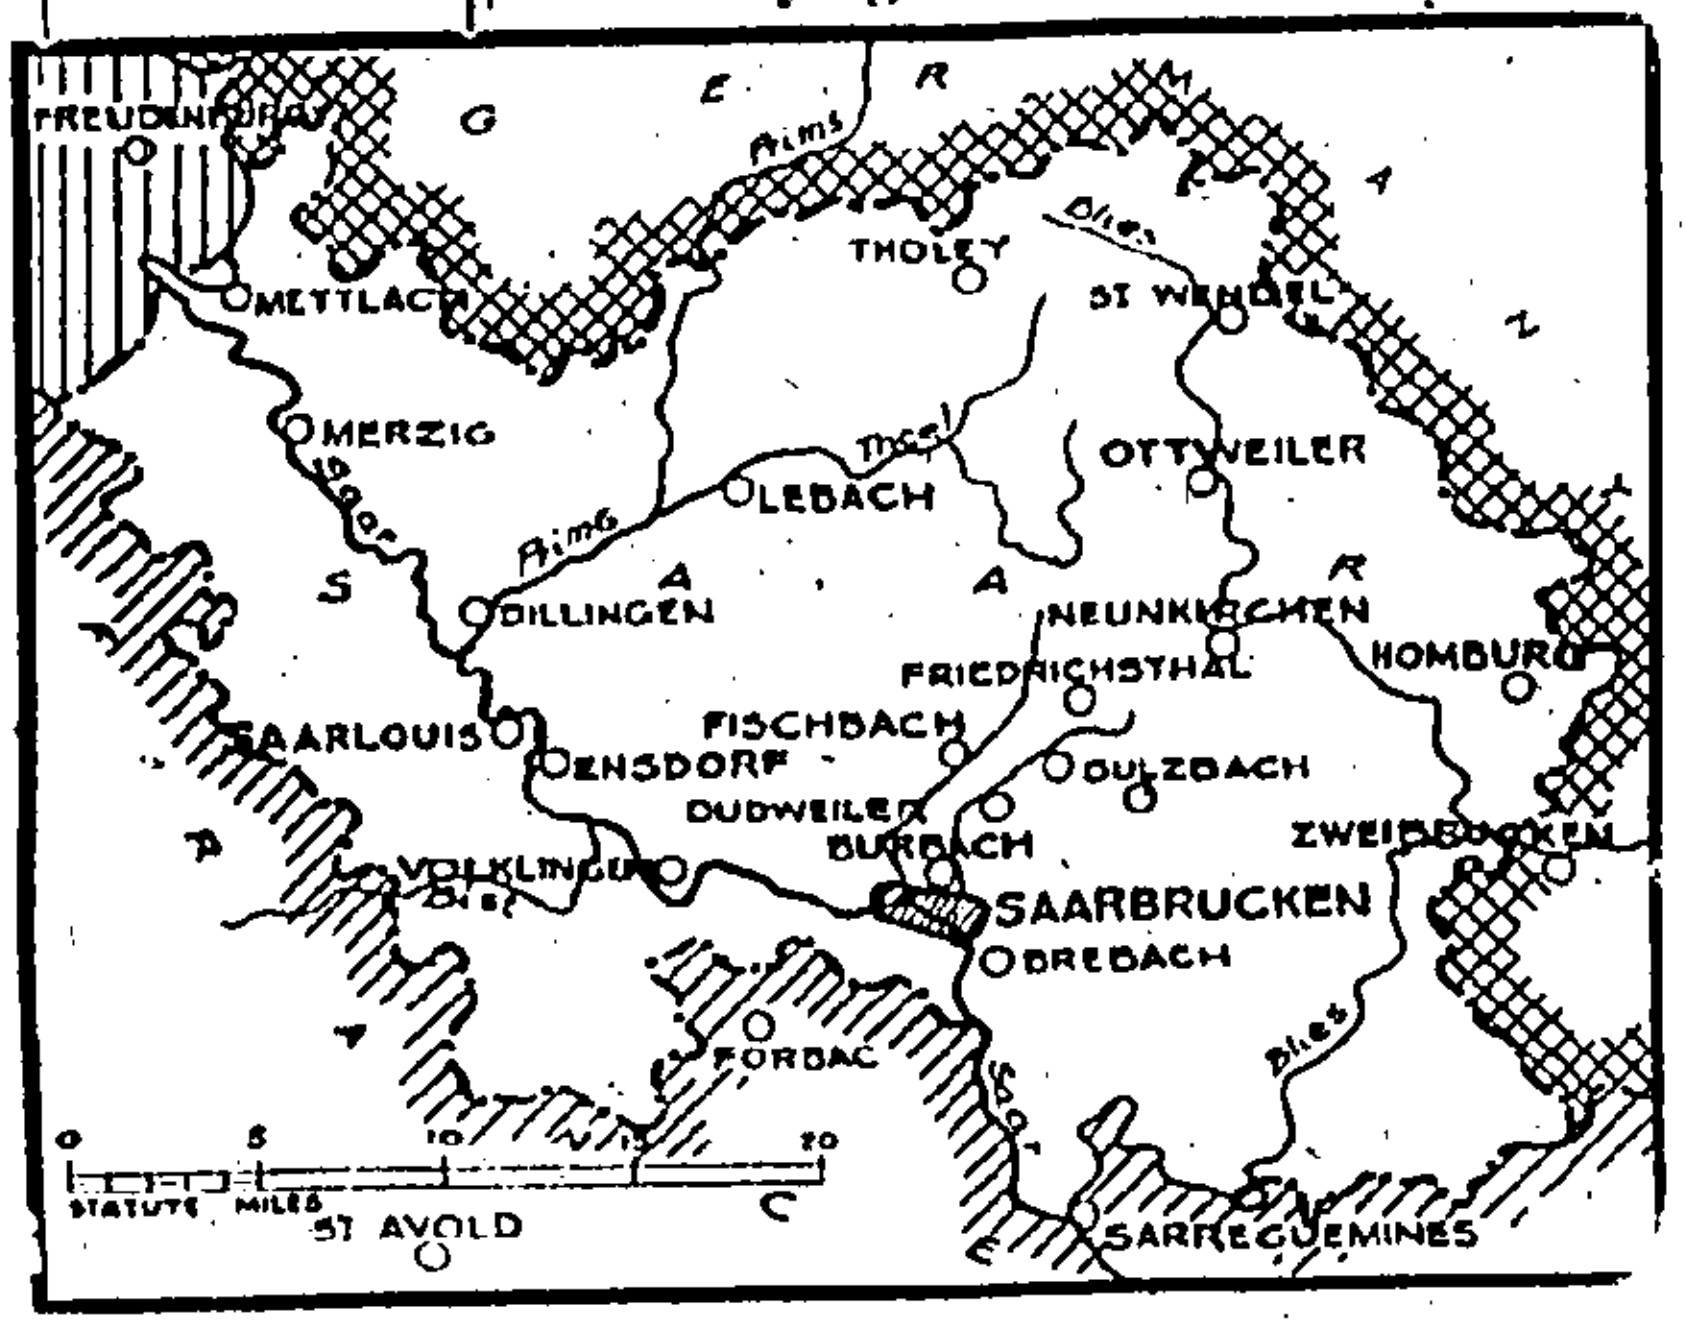 G E R M A N Y
FREUDENBURG
Prims
Blies
THOLEY
METTLACH
ST WENDEL
MERZIG
Saar
Theel
OTTWEILER
LEBACH
Prims
S A A R
DILLINGEN
NEUNKIRCHEN
HOMBURG
FRIEDRICHSTHAL
SAARLOUIS
FISCHBACH
ENSDORF
SULZBACH
DUDWEILER
ZWEIBRUCKEN
BURBACH
VOLKLINGEN
SAARBRUCKEN
BREBACH
Blies
FORBAC
Saar
0 5 10 15 20
STATUTE MILES
ST AVOLD
SARREGUEMINES
F R A N C E